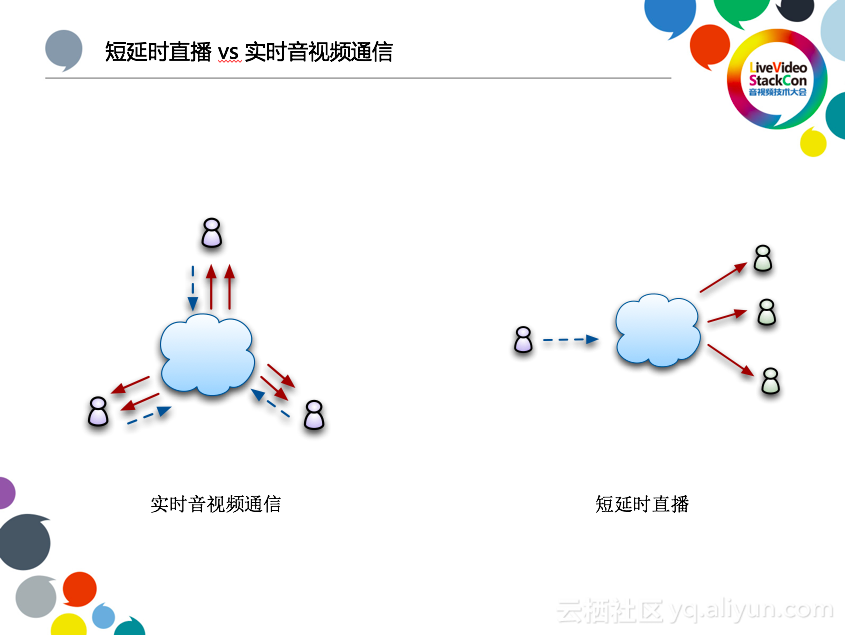 短延时直播 vs 实时音视频通信
LiveVideo
StackCon
音视频技术大会
实时音视频通信
短延时直播
云栖社区 yq.aliyun.com